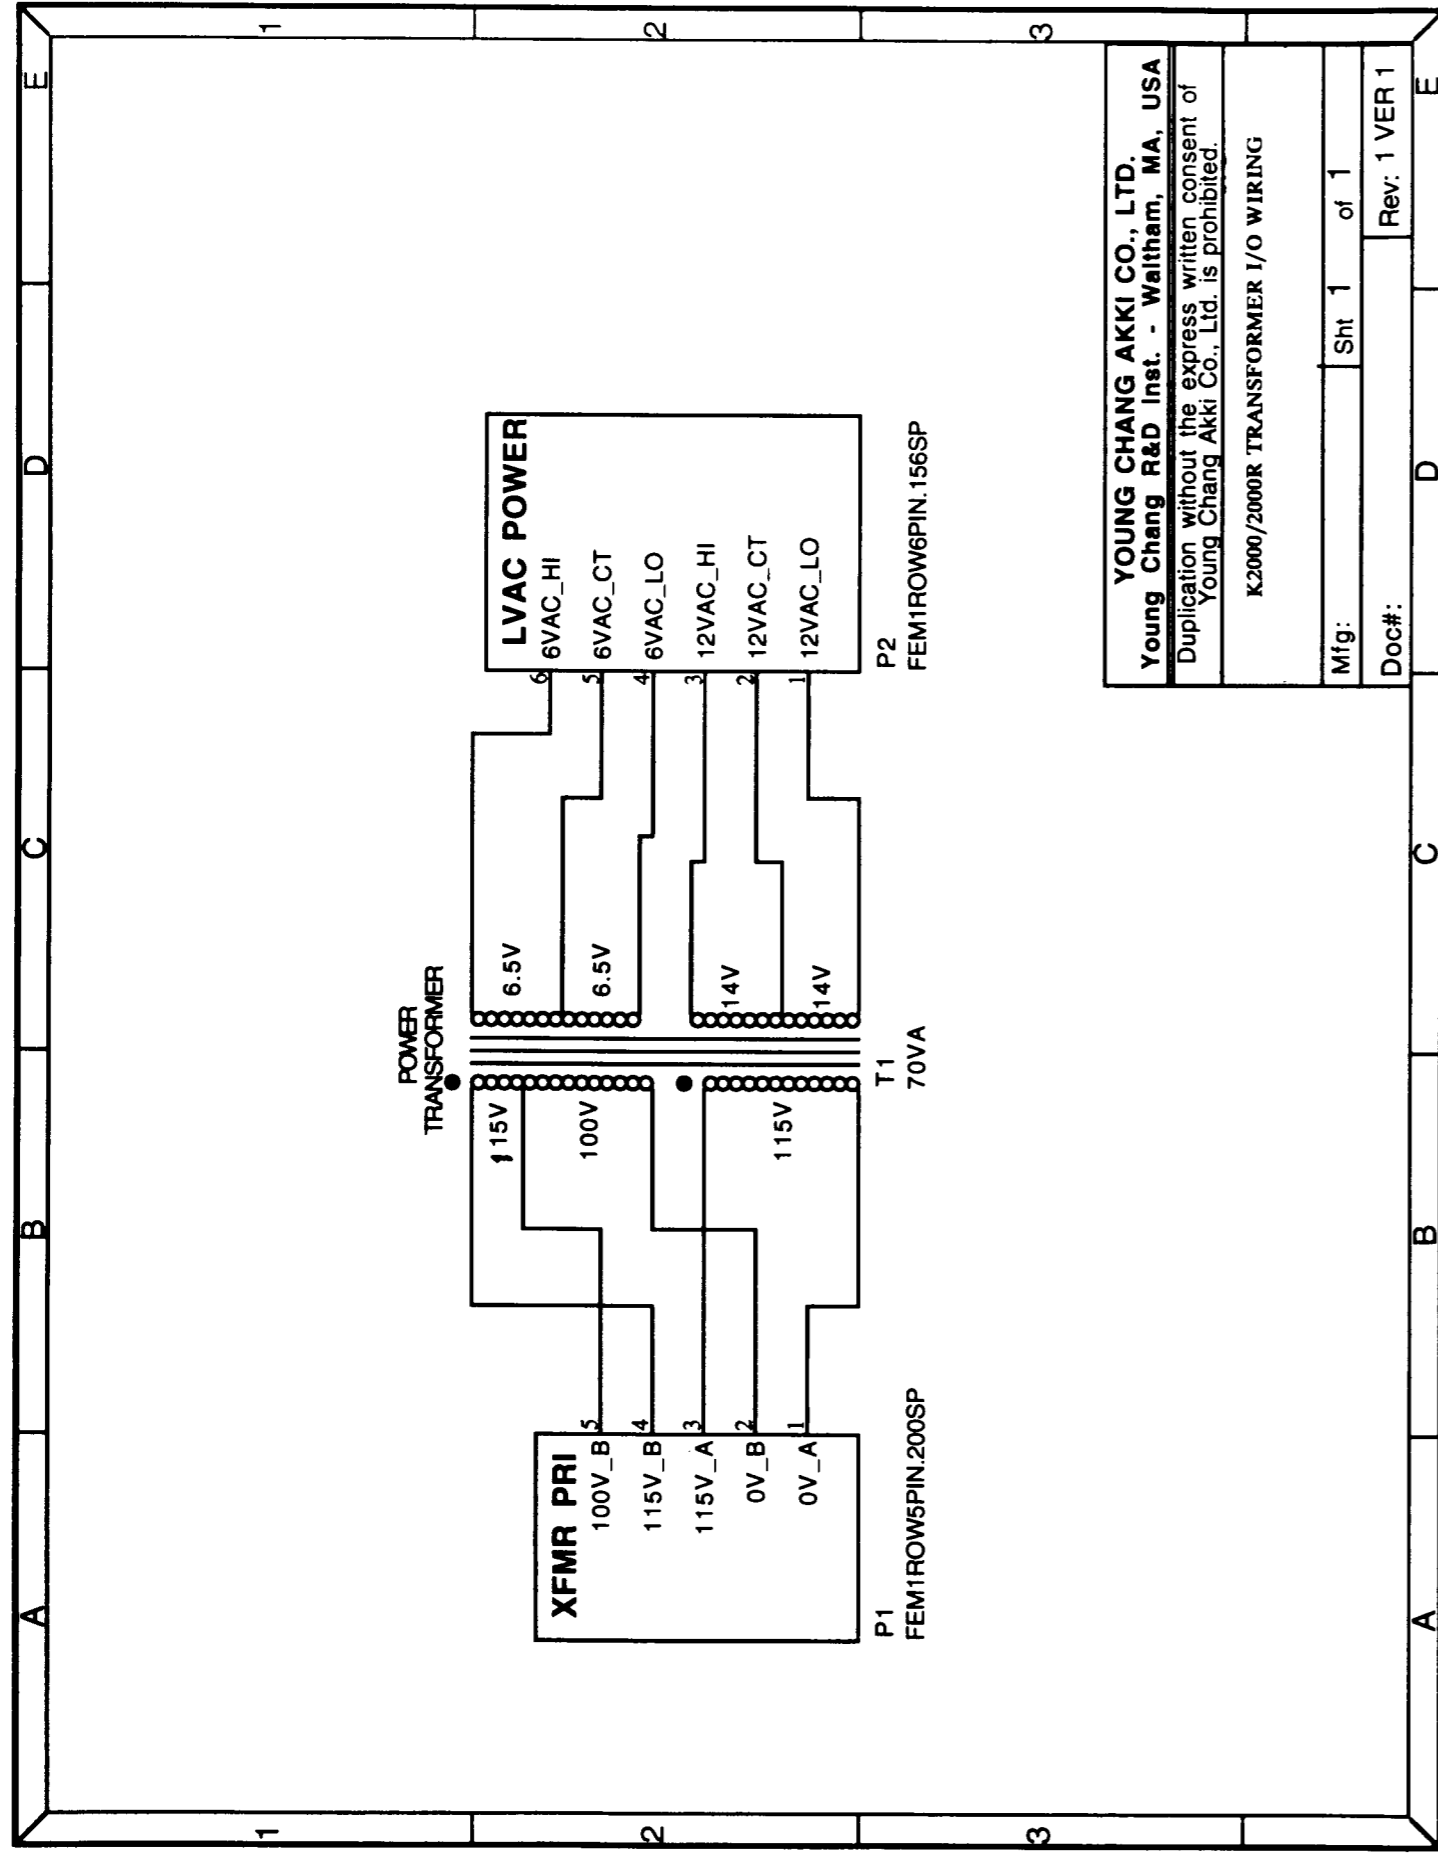 A
B
C
D
E
1
2
3
POWER
TRANSFORMER
XFMR PRI
100V_B 5
115V_B 4
115V_A 3
0V_B 2
0V_A 1
P1
FEM1ROW5PIN.200SP
115V
100V
115V
6.5V
6.5V
14V
14V
T1
70VA
LVAC POWER
6 6VAC_HI
5 6VAC_CT
4 6VAC_LO
3 12VAC_HI
2 12VAC_CT
1 12VAC_LO
P2
FEM1ROW6PIN.156SP
YOUNG CHANG AKKI CO., LTD.
Young Chang R&D Inst. - Waltham, MA, USA
Duplication without the express written consent of
Young Chang Akki Co., Ltd. is prohibited.
K2000/2000R TRANSFORMER I/O WIRING
Mfg: Sht 1 of 1
Doc#: Rev: 1 VER 1
1
2
3
A
B
C
D
E